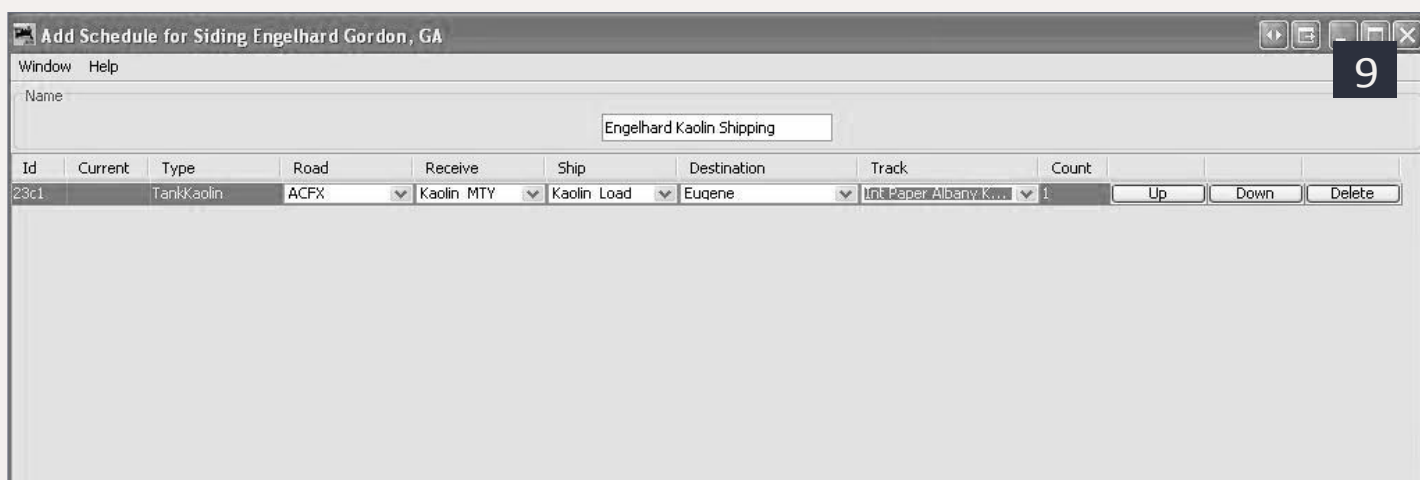 Add Schedule for Siding Engelhard Gordon, GA
Window Help
9
Name
Engelhard Kaolin Shipping
Id Current Type Road Receive Ship Destination Track Count
23c1 TankKaolin ACFX Kaolin MTY Kaolin Load Eugene Int Paper Albany K... 1 Up Down Delete